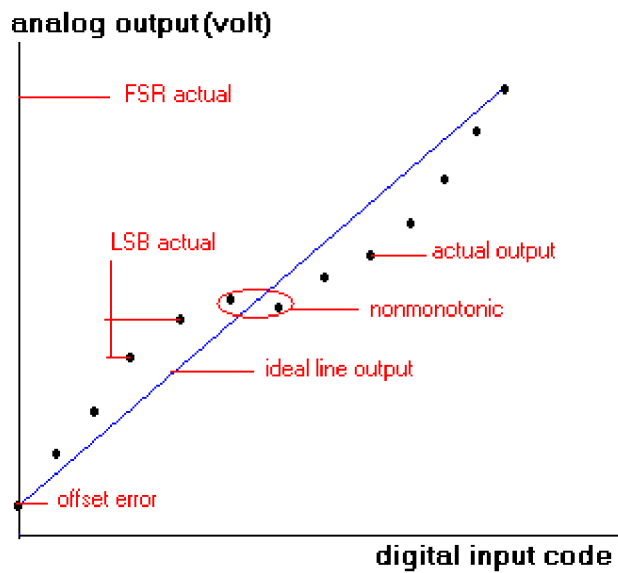 analog output(volt)
FSR actual
LSB actual
actual output
nonmonotonic
ideal line output
offset error
digital input code